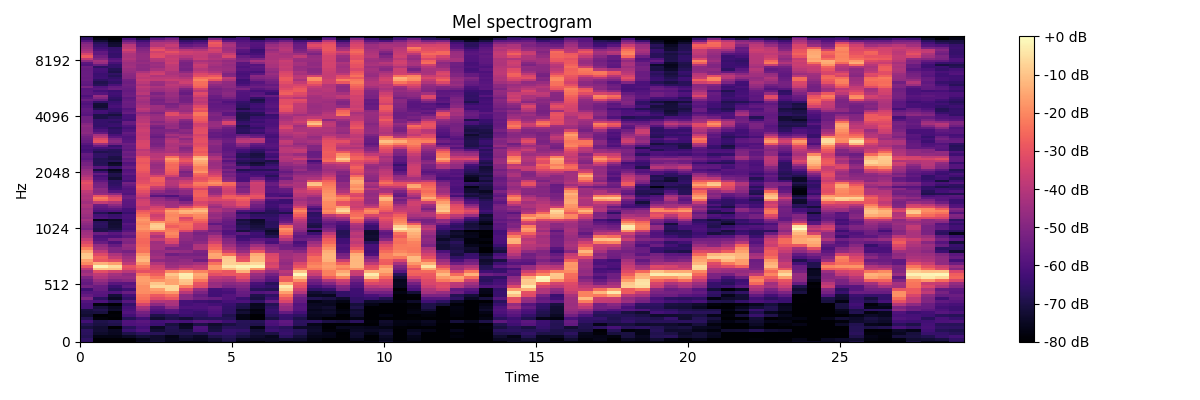 Mel spectrogram
Hz
8192
4096
2048
1024
512
0
0 5 10 15 20 25
Time
+0 dB
-10 dB
-20 dB
-30 dB
-40 dB
-50 dB
-60 dB
-70 dB
-80 dB